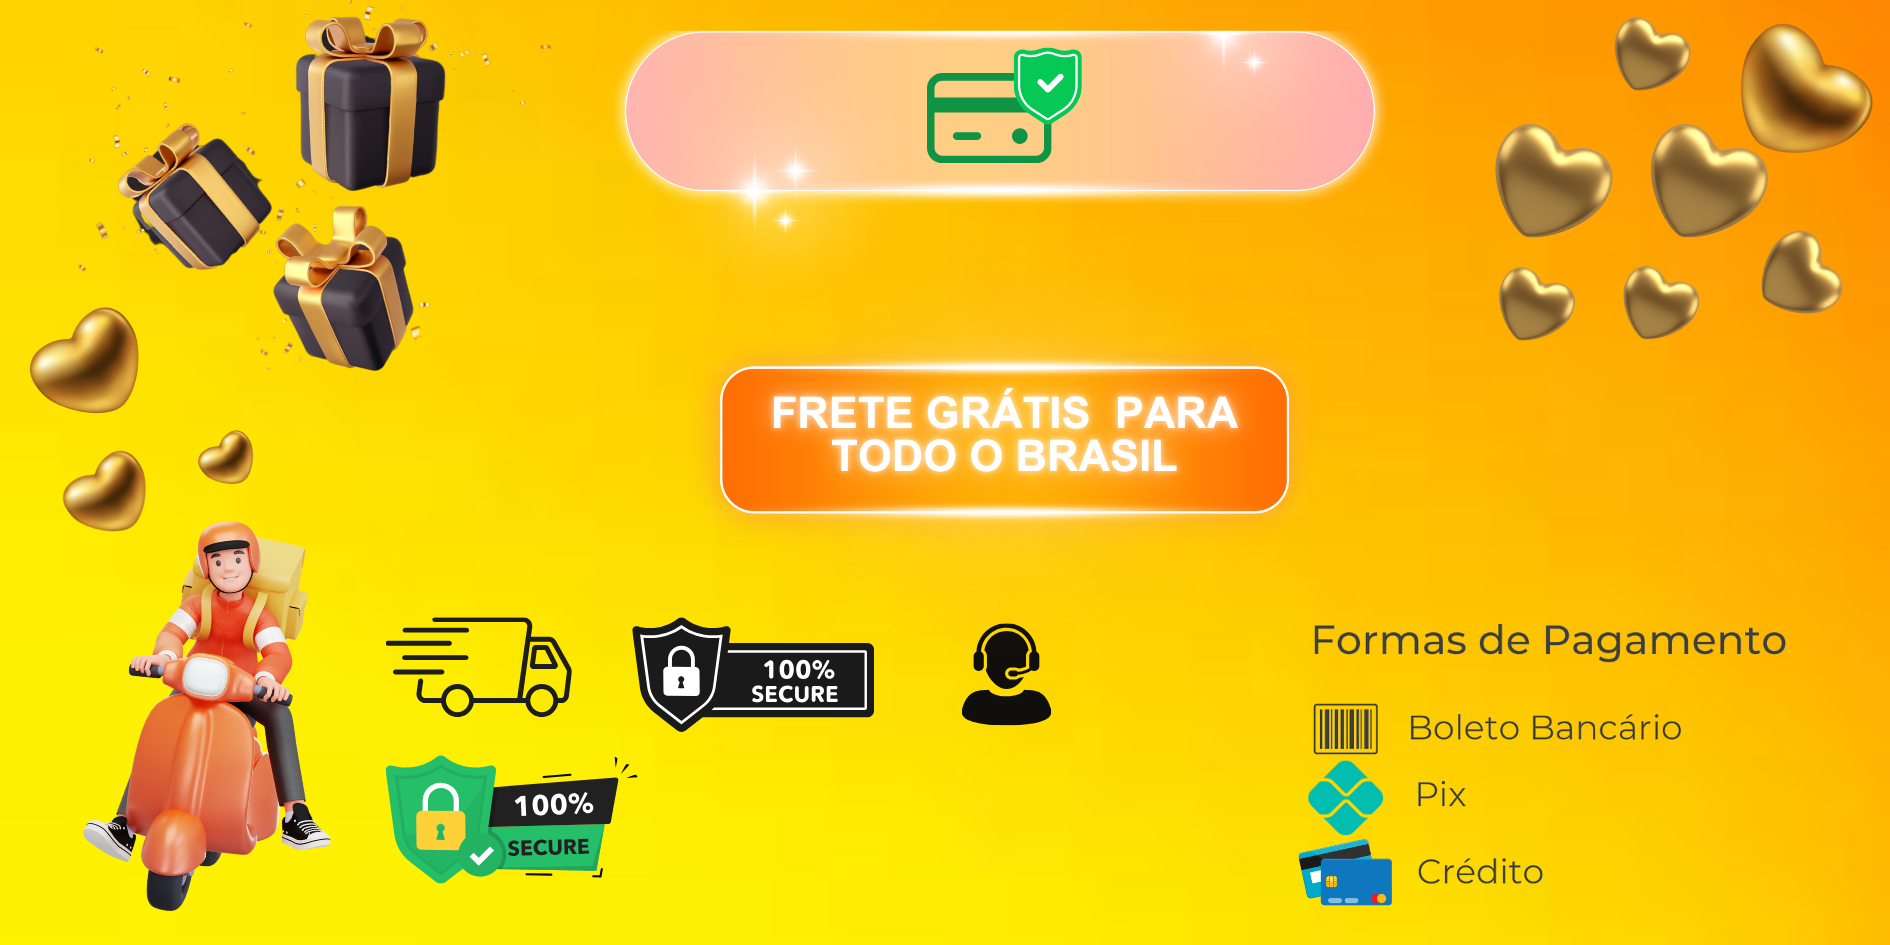 FRETE GRÁTIS  PARA
TODO O BRASIL
100%
SECURE
100%
SECURE
Formas de Pagamento
Boleto Bancário
Pix
Crédito